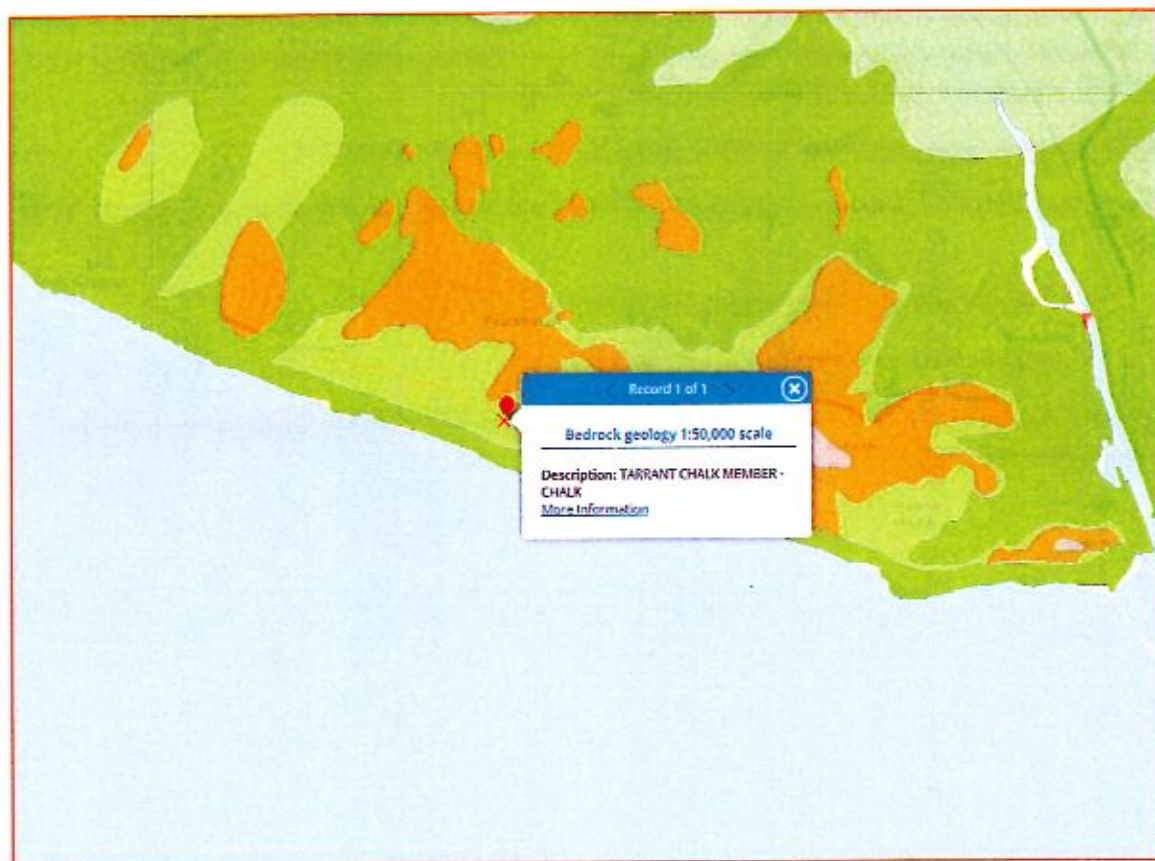 Record 1 of 1
Bedrock geology 1:50,000 scale
Description: TARRANT CHALK MEMBER -
CHALK
More Information